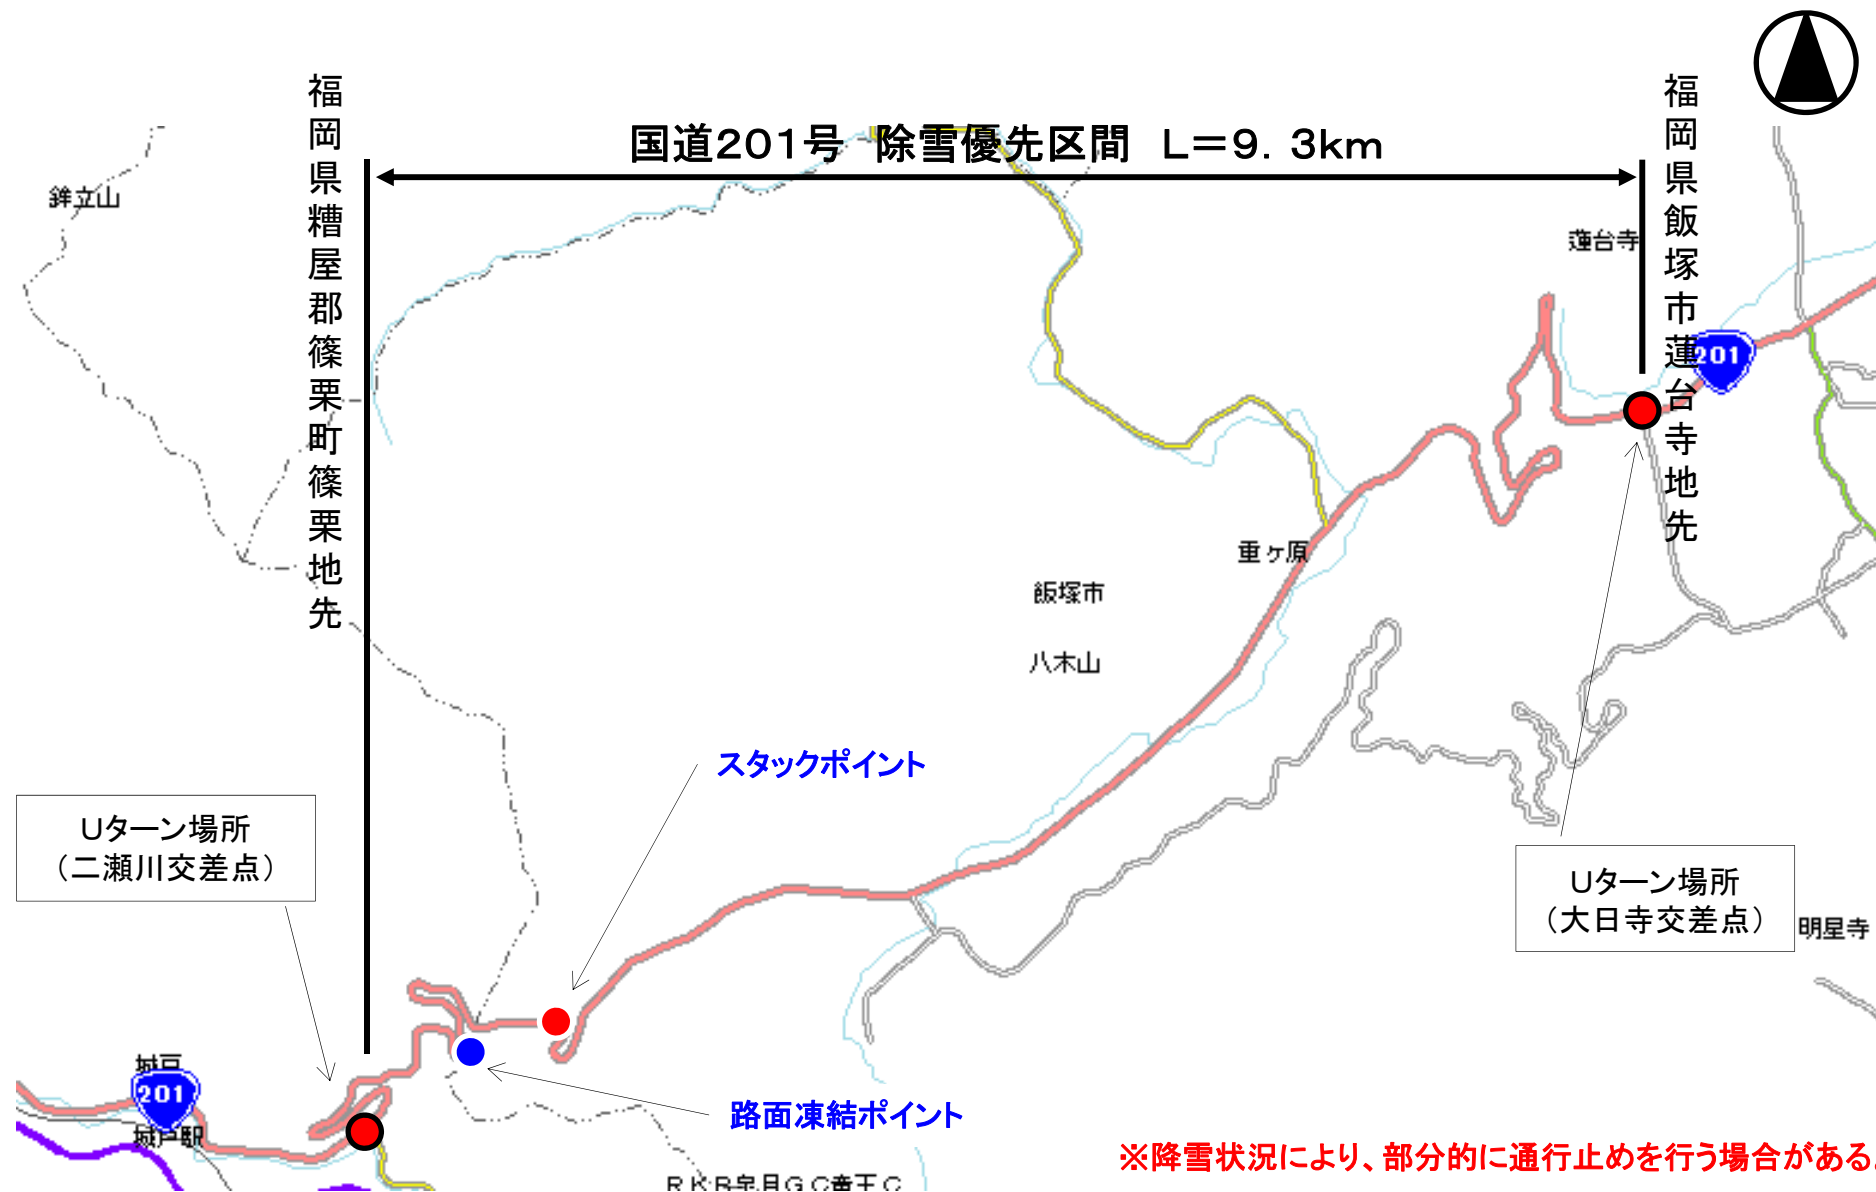 国道201号 除雪優先区間 L=9.3km
福岡県糟屋郡篠栗町篠栗地先
福岡県飯塚市蓮台寺地先
鉾立山
蓮台寺
201
重ヶ原
飯塚市
八木山
スタックポイント
Uターン場所
(二瀬川交差点)
Uターン場所
(大日寺交差点)
明星寺
城戸
201
城戸駅
路面凍結ポイント
※降雪状況により、部分的に通行止めを行う場合がある